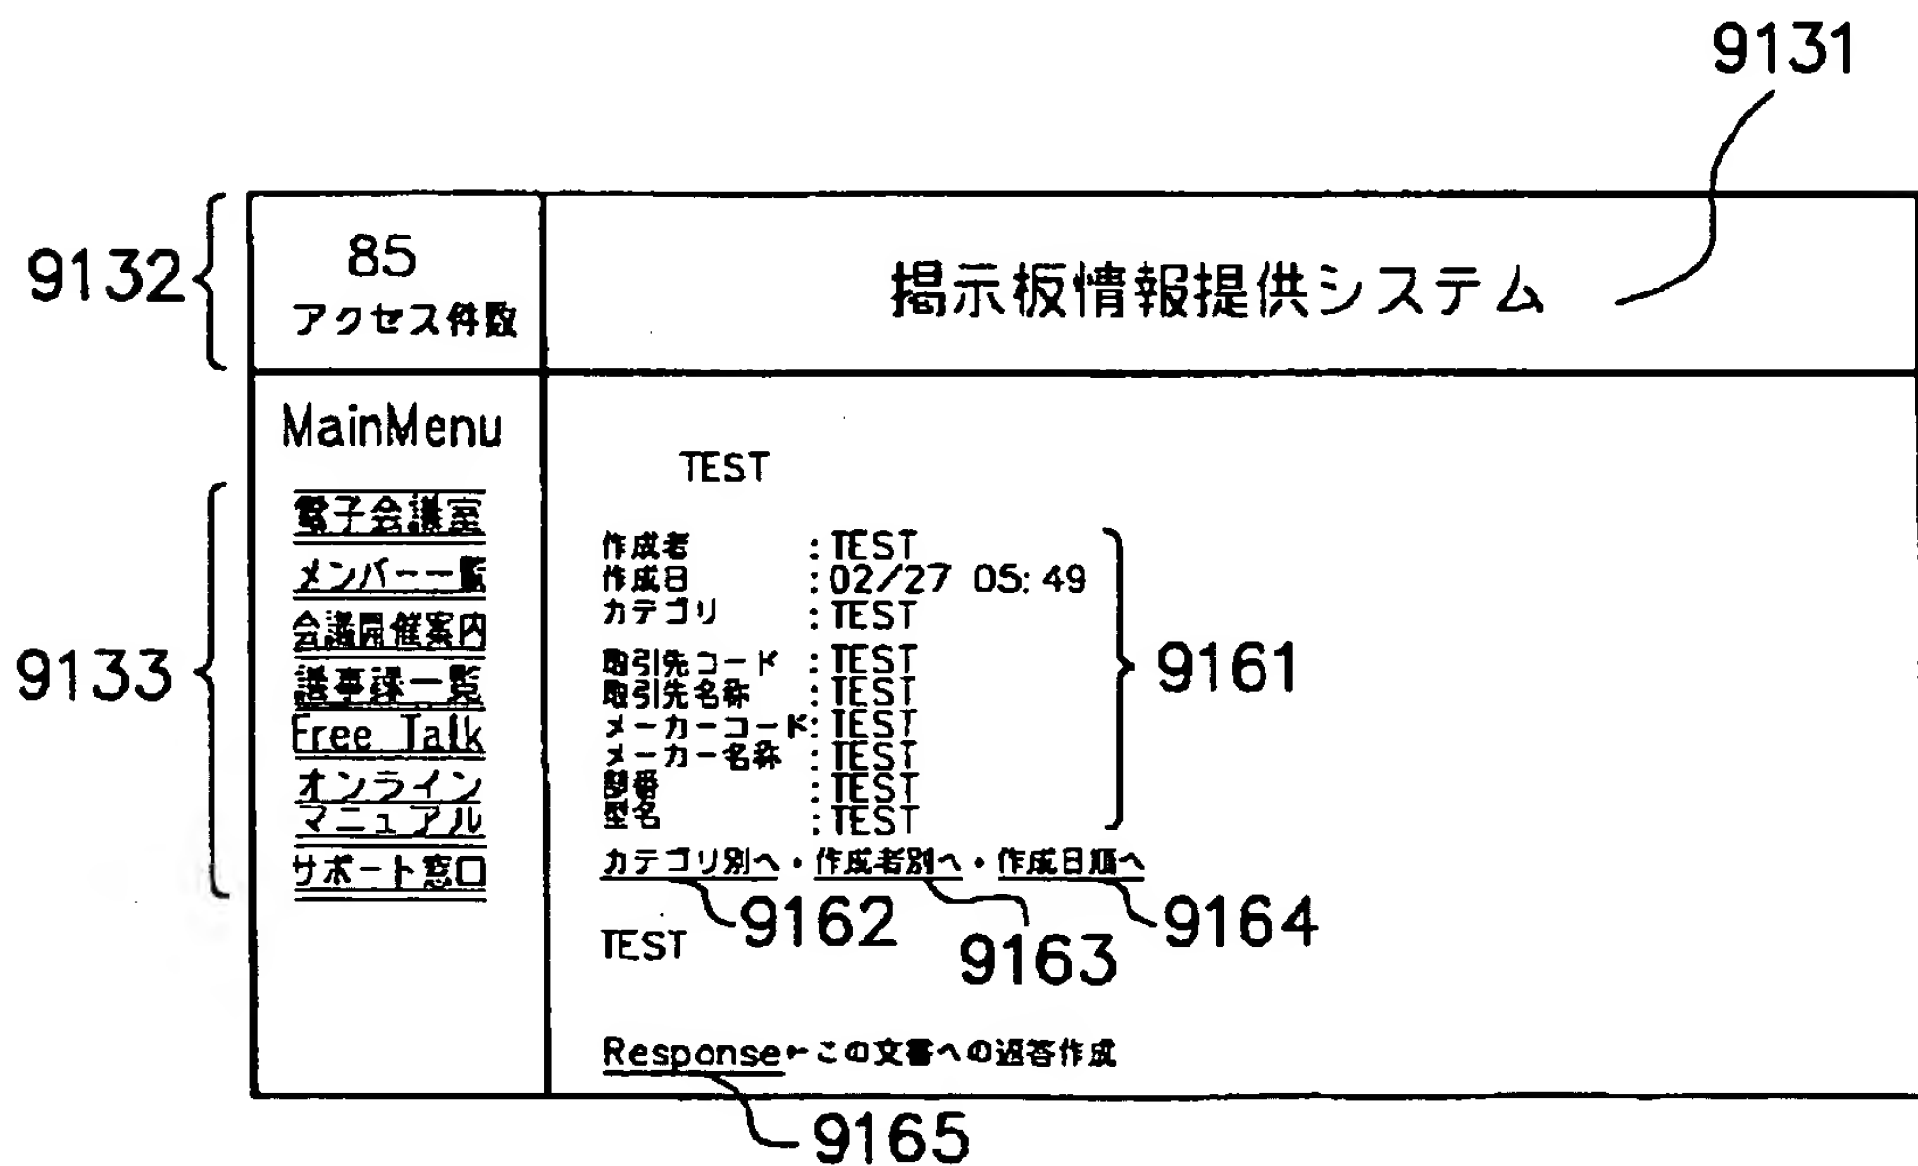 9131
9132
85
アクセス件数
掲示板情報提供システム
MainMenu
9133
電子会議室
メンバー一覧
会議開催案内
議事録一覧
Free Talk
オンライン
マニュアル
サポート窓口
TEST
作成者 :TEST
作成日 :02/27 05:49
カテゴリ :TEST
取引先コード :TEST
取引先名称 :TEST
メーカーコード:TEST
メーカー名称 :TEST
部番 :TEST
型名 :TEST
9161
カテゴリ別へ・作成者別へ・作成日順へ
9162
9163
9164
TEST
Response←この文書への返答作成
9165